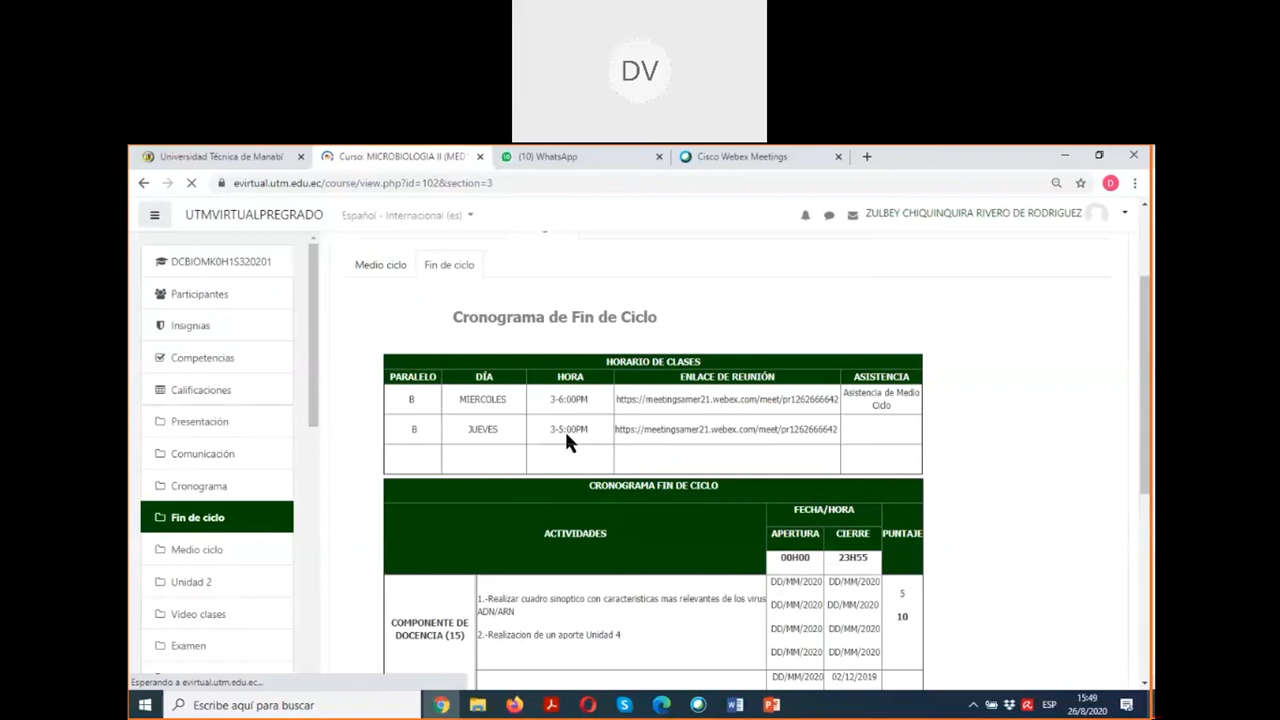 DV
Universidad Técnica de Manabí
Curso: MICROBIOLOGIA II (MED
(10) WhatsApp
Cisco Webex Meetings
evirtual.utm.edu.ec/course/view.php?id=102&section=3
UTMVIRTUALPREGRADO
Español - Internacional (es)
ZULBEY CHIQUINQUIRA RIVERO DE RODRIGUEZ
DCBIOMK0H1S320201
Participantes
Insignias
Competencias
Calificaciones
Presentación
Comunicación
Cronograma
Fin de ciclo
Medio ciclo
Unidad 2
Video clases
Examen
Medio ciclo
Fin de ciclo
Cronograma de Fin de Ciclo
HORARIO DE CLASES
PARALELO DÍA HORA ENLACE DE REUNIÓN ASISTENCIA
B MIERCOLES 3-6:00PM https://meetingsamer21.webex.com/meet/pr1262666642 Asistencia de Medio
Ciclo
B JUEVES 3-5:00PM https://meetingsamer21.webex.com/meet/pr1262666642
CRONOGRAMA FIN DE CICLO
ACTIVIDADES
FECHA/HORA
APERTURA CIERRE PUNTAJE
00H00 23H55
COMPONENTE DE
DOCENCIA (15)
1.-Realizar cuadro sinoptico con caracteristicas mas relevantes de los virus
ADN/ARN
2.-Realizacion de un aporte Unidad 4
DD/MM/2020 DD/MM/2020
DD/MM/2020 DD/MM/2020
DD/MM/2020 DD/MM/2020
DD/MM/2020 DD/MM/2020
5
10
DD/MM/2020 02/12/2019
Esperando a evirtual.utm.edu.ec...
Escribe aquí para buscar
ESP
15:49
26/8/2020